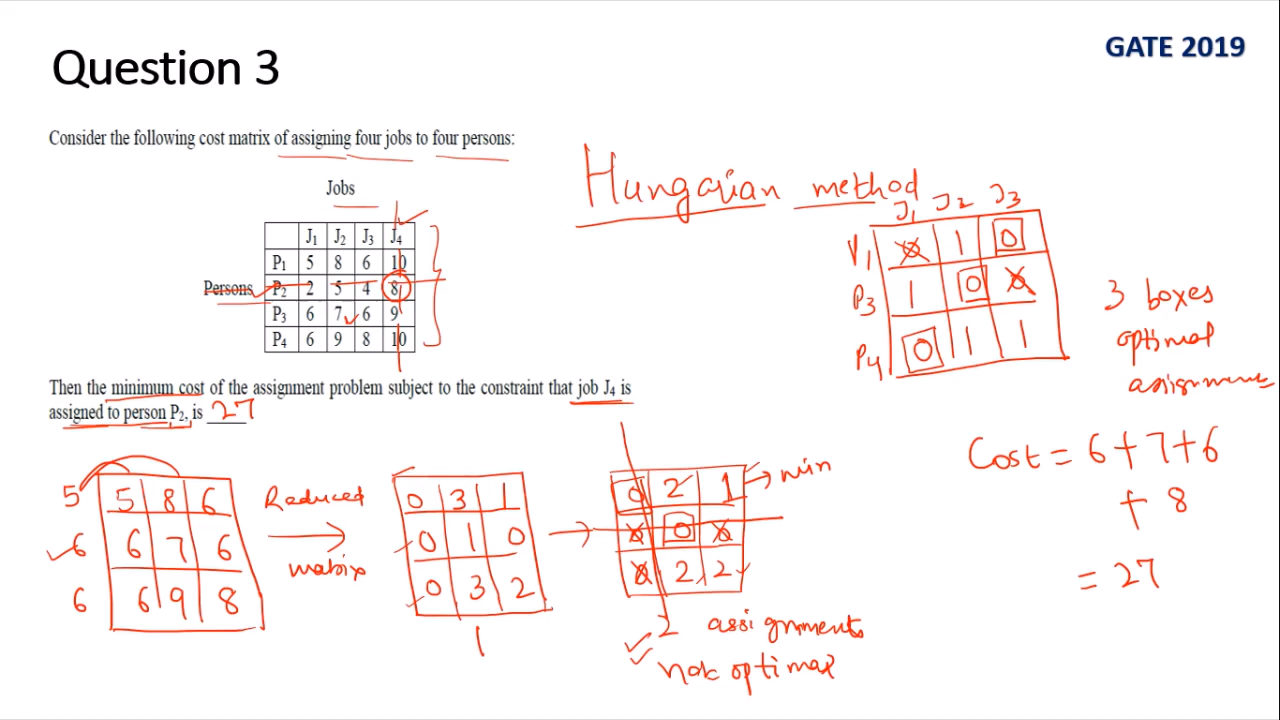 Question 3
GATE 2019
Consider the following cost matrix of assigning four jobs to four persons:
Jobs
J1 J2 J3 J4
P1 5 8 6 10
Persons P2 2 5 4 8
P3 6 7 6 9
P4 6 9 8 10
Then the minimum cost of the assignment problem subject to the constraint that job J4 is
assigned to person P2, is 27
Hungarian method
J1 J2 J3
P1 0 1 0
P3 1 0 0
P4 0 1 1
3 boxes
optimal
assignments
5 5 8 6
6 6 7 6
6 6 9 8
Reduced
matrix
0 3 1
0 1 0
0 3 2
1
0 2 1 → min
0 0 0
0 2 2
2 assignments
not optimal
Cost = 6+7+6
+ 8
= 27